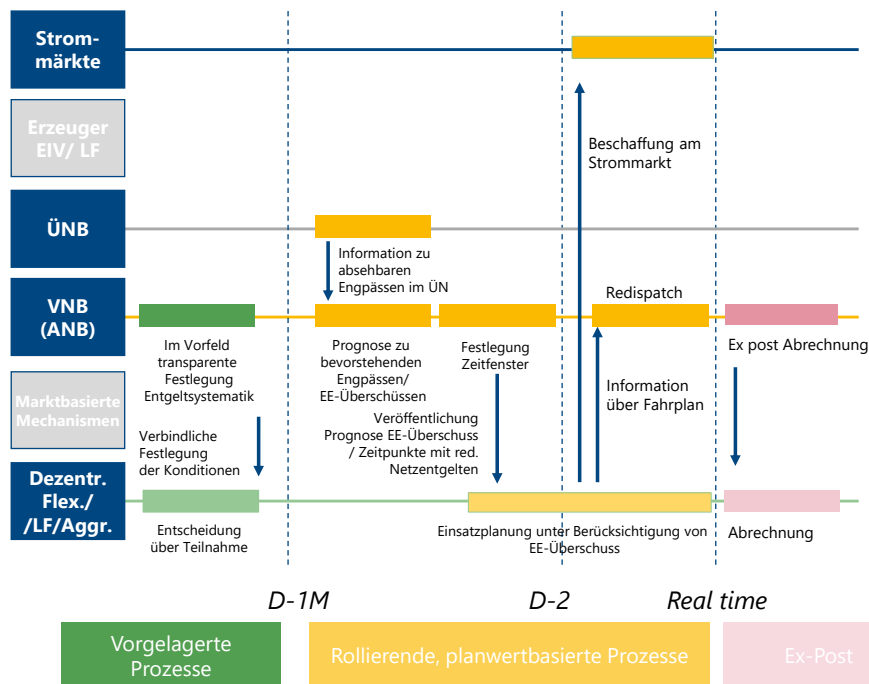 Strom-
märkte
Erzeuger
EIV/ LF
Beschaffung am
Strommarkt
ÜNB
Information zu
absehbaren
Engpässen im ÜN
VNB
(ANB)
Redispatch
Im Vorfeld
transparente
Festlegung
Entgeltsystematik
Prognose zu
bevorstehenden
Engpässen/
EE-Überschüssen
Festlegung
Zeitfenster
Ex post Abrechnung
Information
über Fahrplan
Marktbasierte
Mechanismen
Verbindliche
Festlegung
der Konditionen
Veröffentlichung
Prognose EE-Überschuss
/ Zeitpunkte mit red.
Netzentgelten
Dezentr.
Flex./
/LF/Aggr.
Entscheidung
über Teilnahme
Einsatzplanung unter Berücksichtigung von
EE-Überschuss
Abrechnung
D-1M
D-2
Real time
Vorgelagerte
Prozesse
Rollierende, planwertbasierte Prozesse
Ex-Post